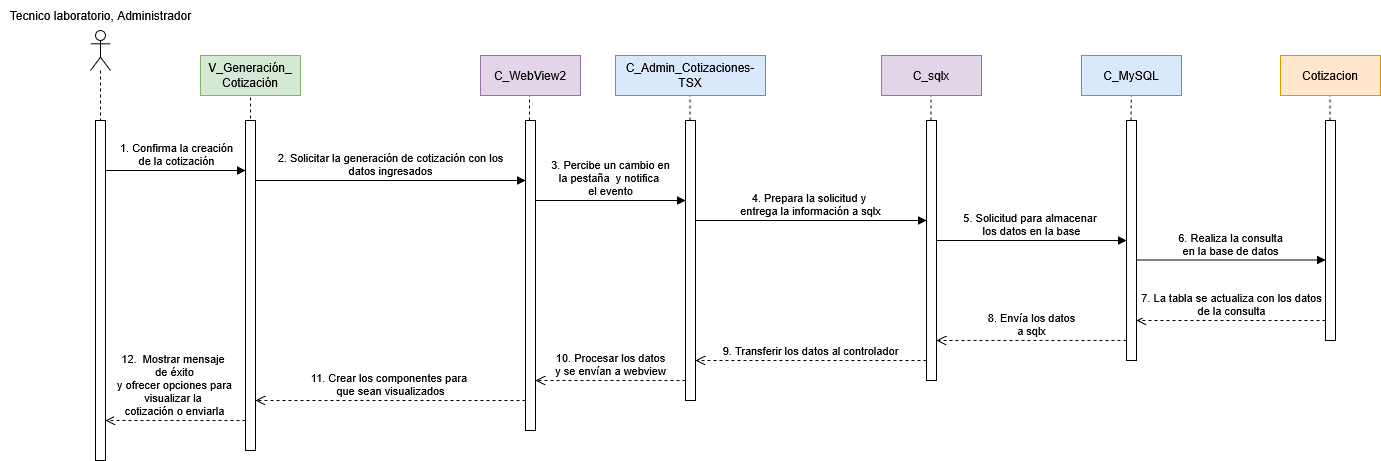 Tecnico laboratorio, Administrador
V_Generación_
Cotización
C_WebView2
C_Admin_Cotizaciones-
TSX
C_sqlx
C_MySQL
Cotizacion
1. Confirma la creación
de la cotización
2. Solicitar la generación de cotización con los
datos ingresados
3. Percibe un cambio en
la pestaña y notifica
el evento
4. Prepara la solicitud y
entrega la información a sqlx
5. Solicitud para almacenar
los datos en la base
6. Realiza la consulta
en la base de datos
7. La tabla se actualiza con los datos
de la consulta
8. Envía los datos
a sqlx
9. Transferir los datos al controlador
10. Procesar los datos
y se envían a webview
11. Crear los componentes para
que sean visualizados
12. Mostrar mensaje
de éxito
y ofrecer opciones para
visualizar la
cotización o enviarla